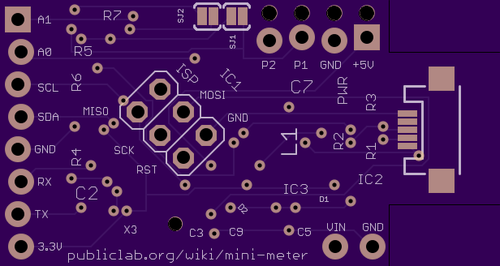 A1
R7
SJ2
SJ1
R5
A0
P2
P1
GND
+5V
ISP
IC1
R6
SCL
C7
PWR
MOSI
R3
MISO
SDA
GND
L1
R2
R1
GND
SCK
R4
RST
RX
IC3
IC2
C2
D2
D1
TX
X3
C3
C9
C5
VIN
GND
3.3V
publiclab.org/wiki/mini-meter